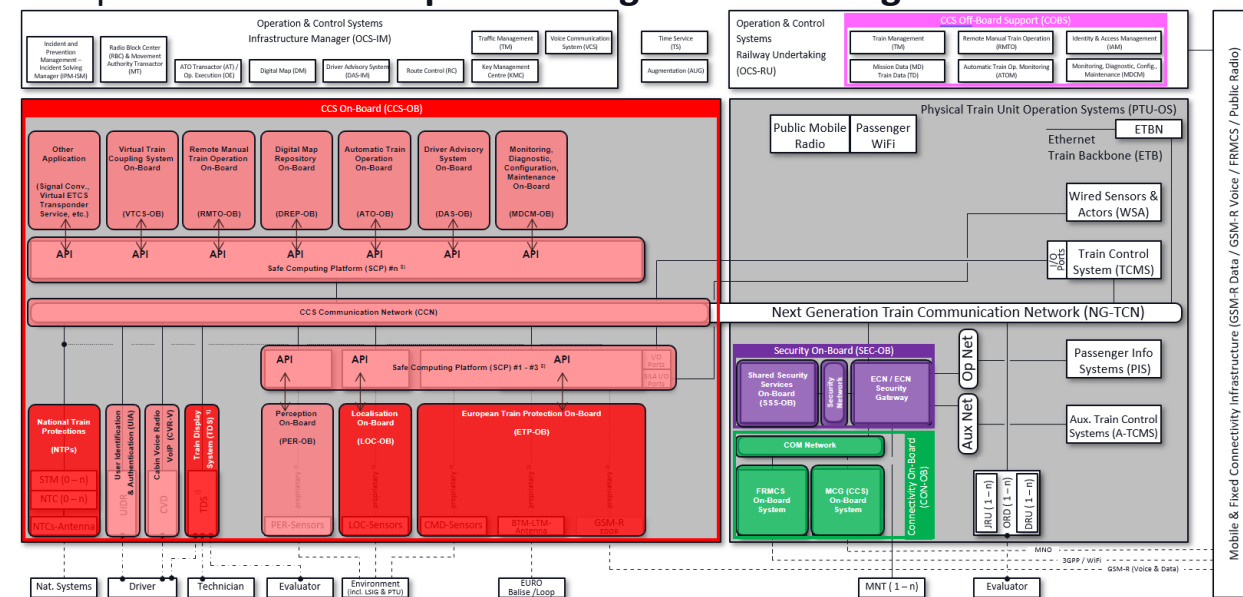 Operation & Control Systems
Infrastructure Manager (OCS-IM)
Incident and
Prevention
Management –
Incident Solving
Manager (IPM-ISM)
Radio Block Center
(RBC) & Movement
Authority Transactor
(MT)
ATO Transactor (AT) /
Op. Execution (OE)
Digital Map (DM)
Driver Advisory System
(DAS-IM)
Route Control (RC)
Traffic Management
(TM)
Key Management
Centre (KMC)
Voice Communication
System (VCS)
Time Service
(TS)
Augmentation (AUG)
Operation & Control
Systems
Railway Undertaking
(OCS-RU)
CCS Off-Board Support (COBS)
Train Management
(TM)
Remote Manual Train Operation
(RMTO)
Identity & Access Management
(IAM)
Mission Data (MD)
Train Data (TD)
Automatic Train Op. Monitoring
(ATOM)
Monitoring, Diagnostic, Config.,
Maintenance (MDCM)
Mobile & Fixed Connectivity Infrastructure (GSM-R Data / GSM-R Voice / FRMCS / Public Radio)
CCS On-Board (CCS-OB)
Other
Application
(Signal Conv.,
Virtual ETCS
Transponder
Service, etc.)
Virtual Train
Coupling System
On-Board
(VTCS-OB)
Remote Manual
Train Operation
On-Board
(RMTO-OB)
Digital Map
Repository
On-Board
(DREP-OB)
Automatic Train
Operation
On-Board
(ATO-OB)
Driver Advisory
System
On-Board
(DAS-OB)
Monitoring,
Diagnostic,
Configuration,
Maintenance
On-Board
(MDCM-OB)
API
API
API
API
API
API
API
Safe Computing Platform (SCP) #n
CCS Communication Network (CCN)
API
API
API
Safe Computing Platform (SCP) #1 - #3
I/O
Ports
Ports
National Train
Protections
(NTPs)
STM (0 – n)
NTC (0 – n)
NTCs-Antenna
User Identification
& Authentication (UIA)
UIDR
Cabin Voice Radio
VoIP (CVR-V)
CVD
Train Display
System (TDS)
TDS
Perception
On-Board
(PER-OB)
proprietary
PER-Sensors
Localisation
On-Board
(LOC-OB)
proprietary
LOC-Sensors
European Train Protection On-Board
(ETP-OB)
proprietary
CMD-Sensors
proprietary
BTM-LTM-
Antenna
proprietary
GSM-R
EDOR
Physical Train Unit Operation Systems (PTU-OS)
Public Mobile
Radio
Passenger
WiFi
ETBN
Ethernet
Train Backbone (ETB)
Wired Sensors &
Actors (WSA)
I/O
Ports
Train Control
System (TCMS)
Next Generation Train Communication Network (NG-TCN)
Security On-Board (SEC-OB)
Shared Security
Services
On-Board
(SSS-OB)
Security
Network
ECN / ECN
Security
Gateway
Op Net
Aux Net
Passenger Info
Systems (PIS)
Aux. Train Control
Systems (A-TCMS)
COM Network
FRMCS
On-Board
System
MCG (CCS)
On-Board
System
Connectivity On-Board
(CON-OB)
JRU ( 1 – n)
ORD ( 1 – n)
DRU ( 1 – n)
MNO
3GPP / WiFi
GSM-R (Voice & Data)
Nat. Systems
Driver
Technician
Evaluator
Environment
(incl. LSIG & PTU)
EURO
Balise /Loop
MNT ( 1 – n)
Evaluator